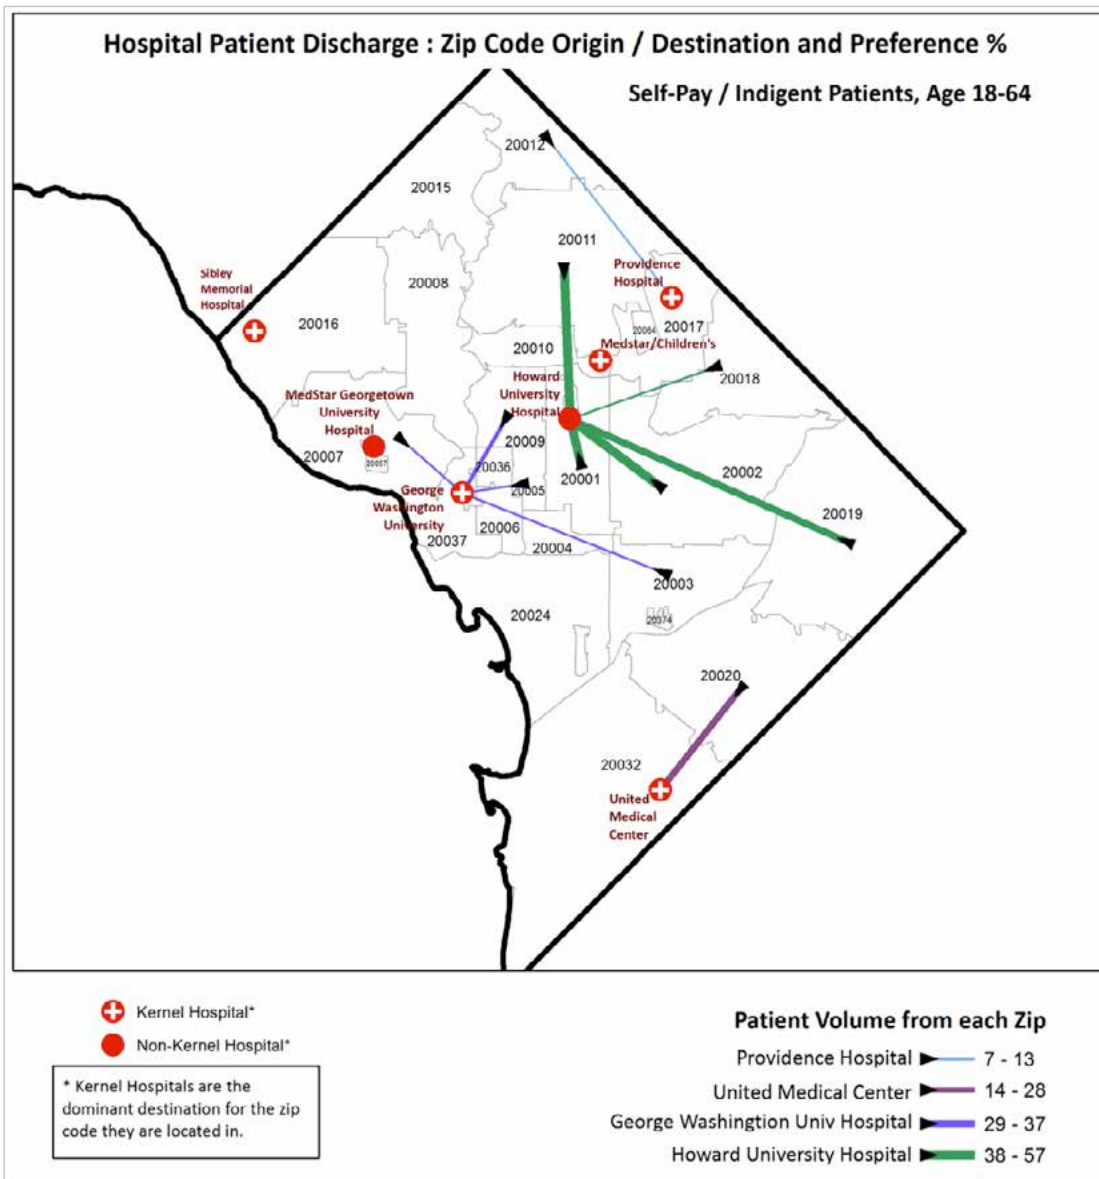 Hospital Patient Discharge : Zip Code Origin / Destination and Preference %
Self-Pay / Indigent Patients, Age 18-64
20012
20015
20011
Providence
Hospital
20008
Sibley
Memorial
Hospital
20016
20064
20017
Medstar/Children's
20010
Howard
University
Hospital
20018
MedStar Georgetown
University
Hospital
20007
20057
20009
20036
20001
20002
20005
George
Washington
University
20019
20006
20037
20004
20003
20024
20374
20020
20032
United
Medical
Center
Kernel Hospital*
Non-Kernel Hospital*
* Kernel Hospitals are the
dominant destination for the zip
code they are located in.
Patient Volume from each Zip
Providence Hospital 7 - 13
United Medical Center 14 - 28
George Washingtion Univ Hospital 29 - 37
Howard University Hospital 38 - 57